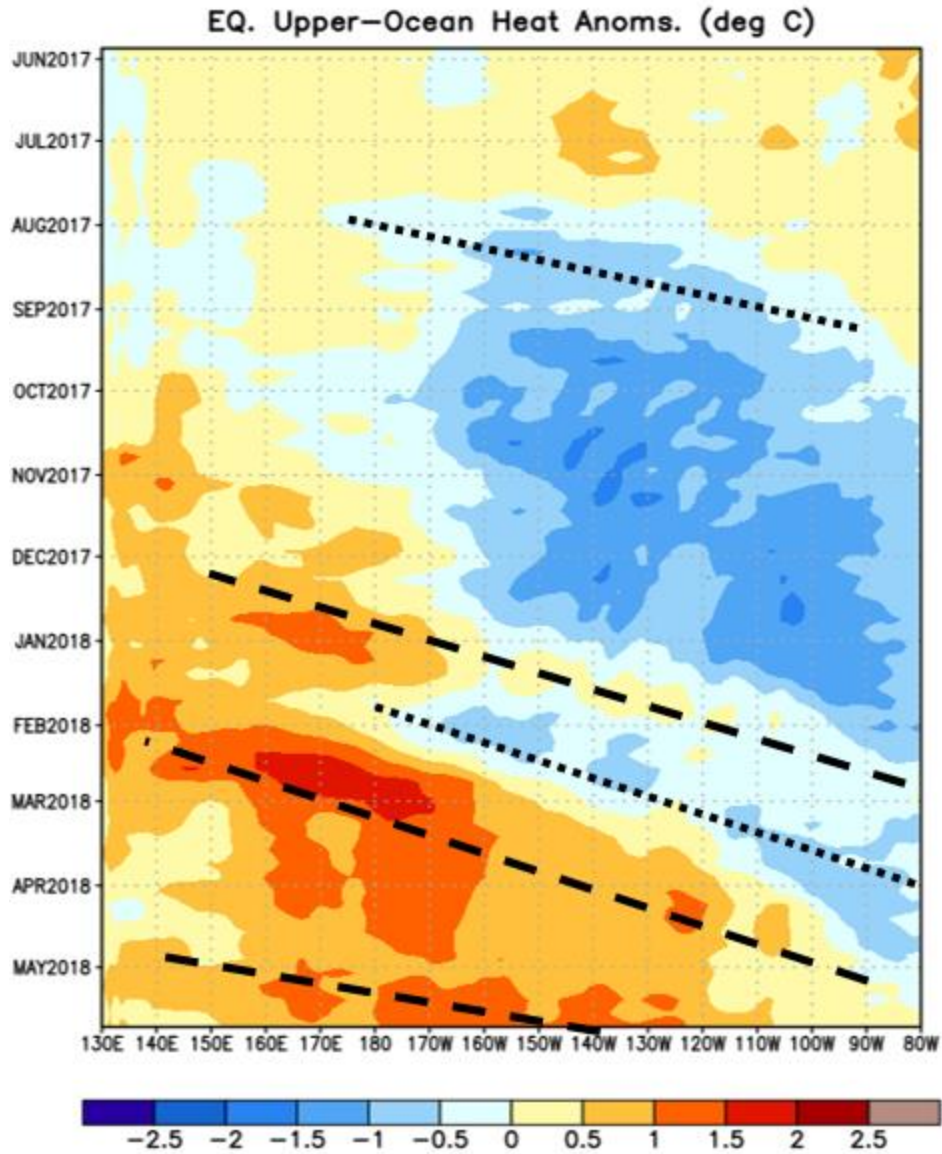 EQ. Upper-Ocean Heat Anoms. (deg C)
JUN2017
JUL2017
AUG2017
SEP2017
OCT2017
NOV2017
DEC2017
JAN2018
FEB2018
MAR2018
APR2018
MAY2018
130E 140E 150E 160E 170E 180 170W 160W 150W 140W 130W 120W 110W 100W 90W 80W
-2.5 -2 -1.5 -1 -0.5 0 0.5 1 1.5 2 2.5